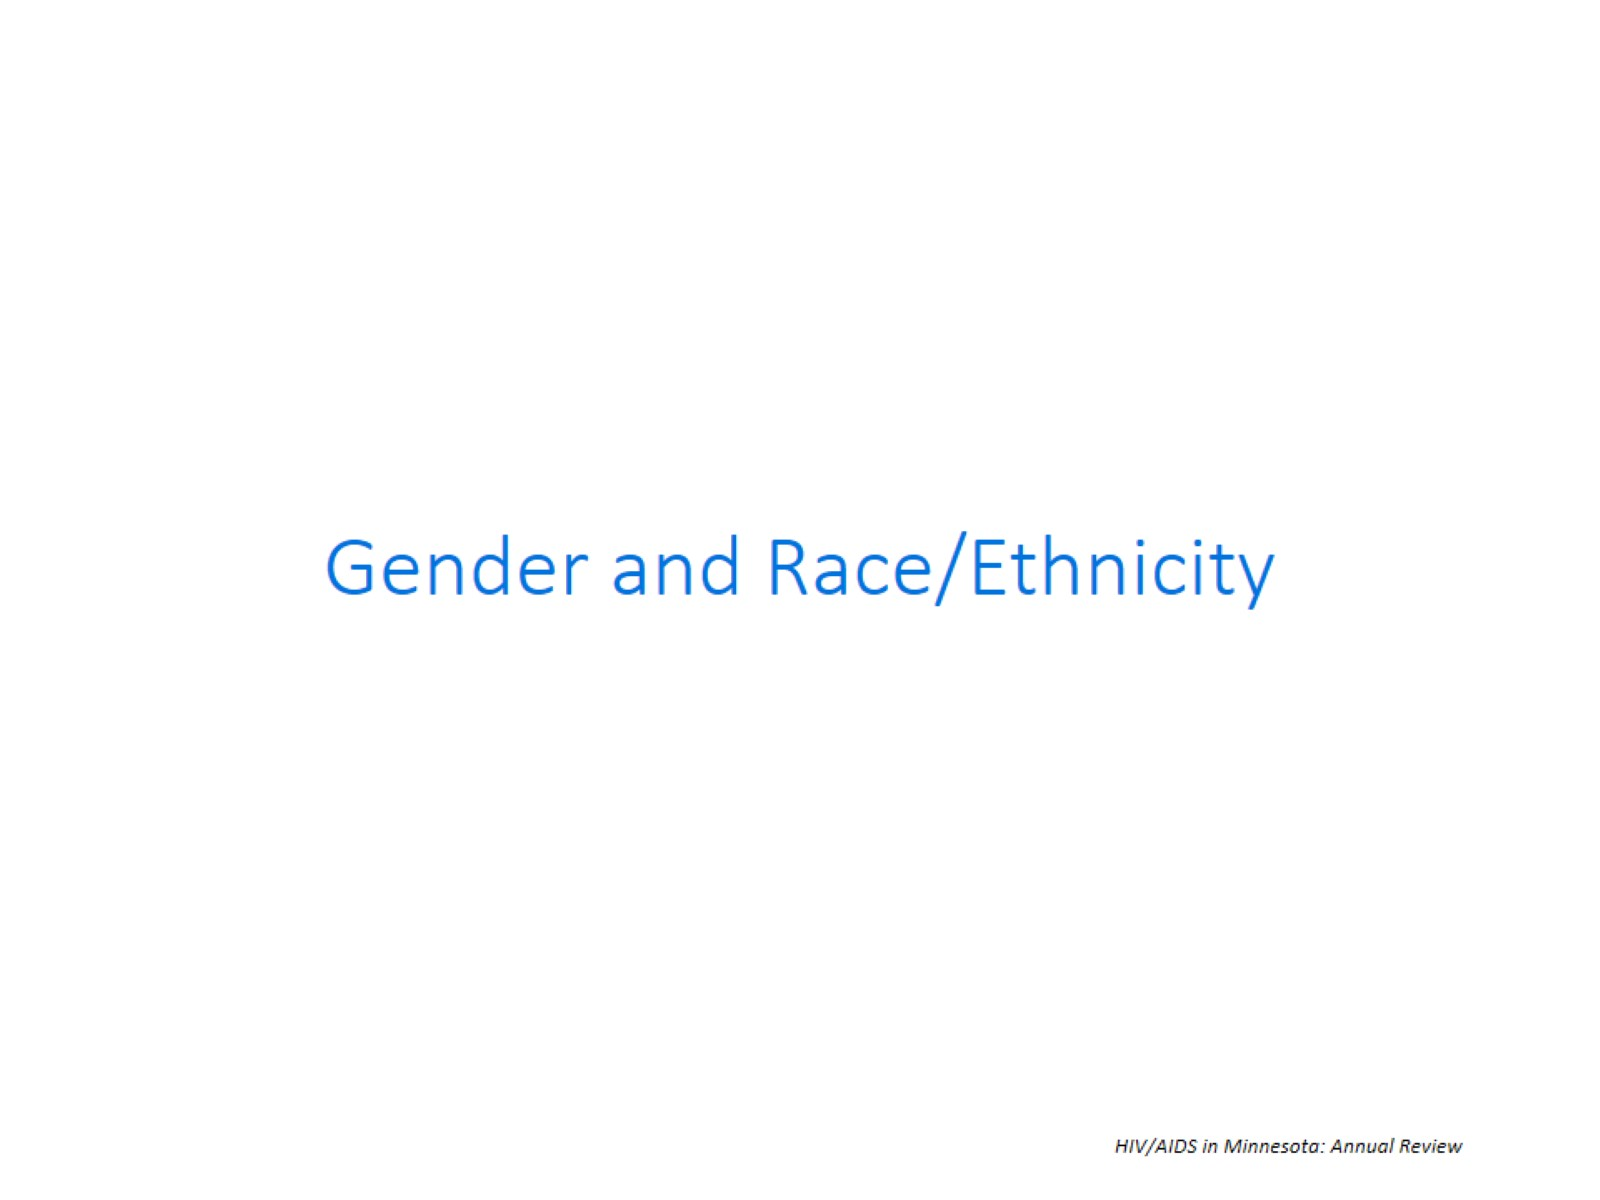 Gender and Race/Ethnicity
HIV/AIDS in Minnesota: Annual Review